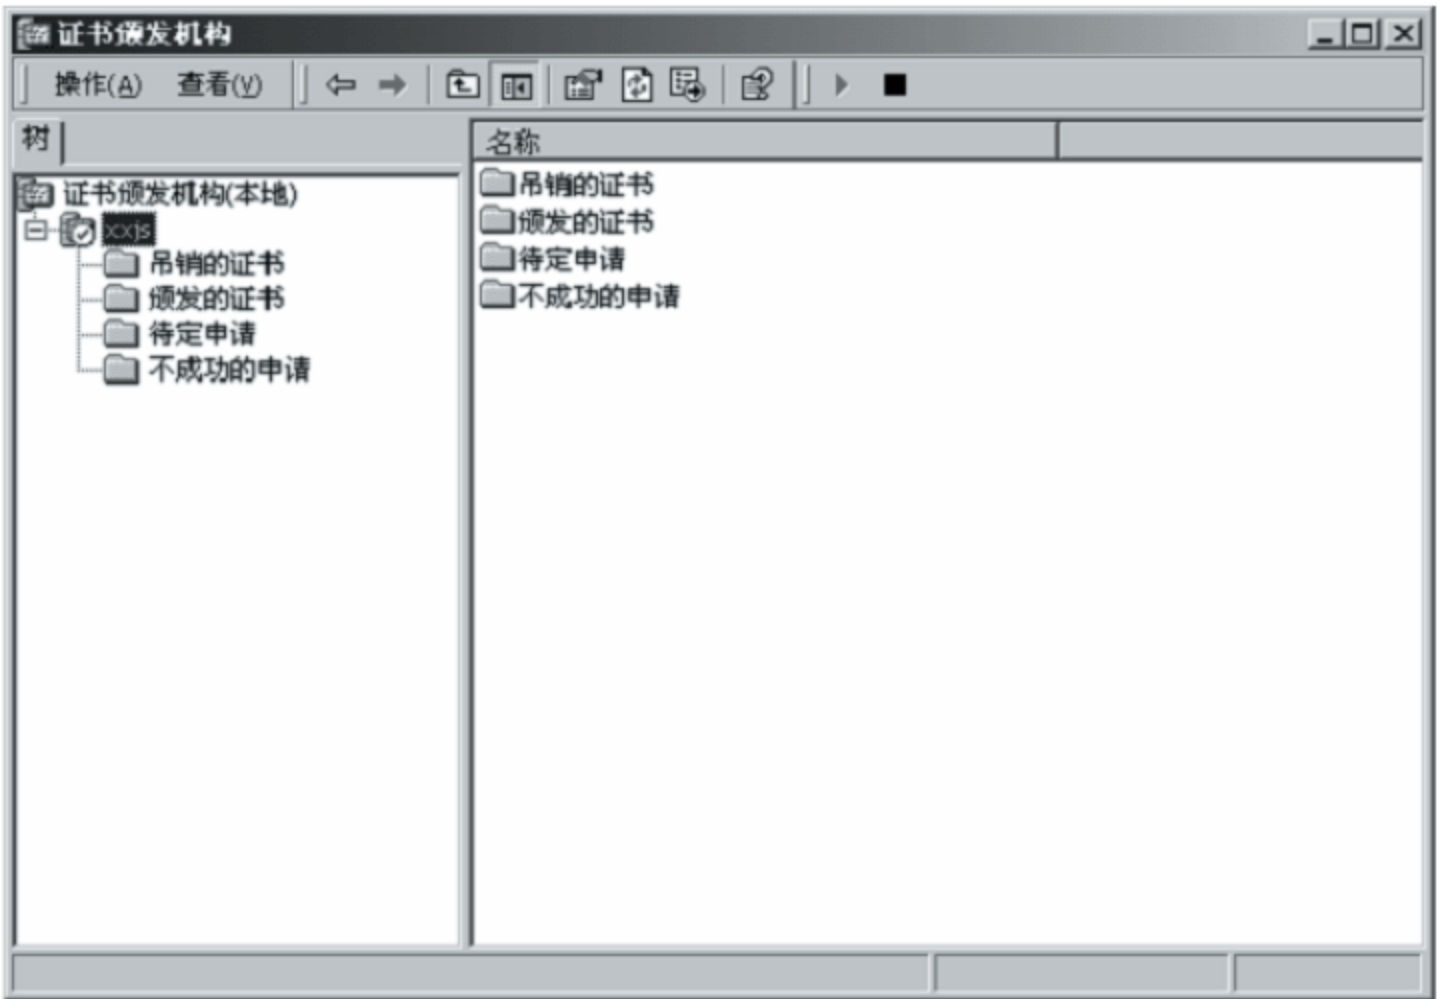 证书颁发机构
操作(A) 查看(V)
树
名称
证书颁发机构(本地)
xxjs
吊销的证书
颁发的证书
待定申请
不成功的申请
吊销的证书
颁发的证书
待定申请
不成功的申请